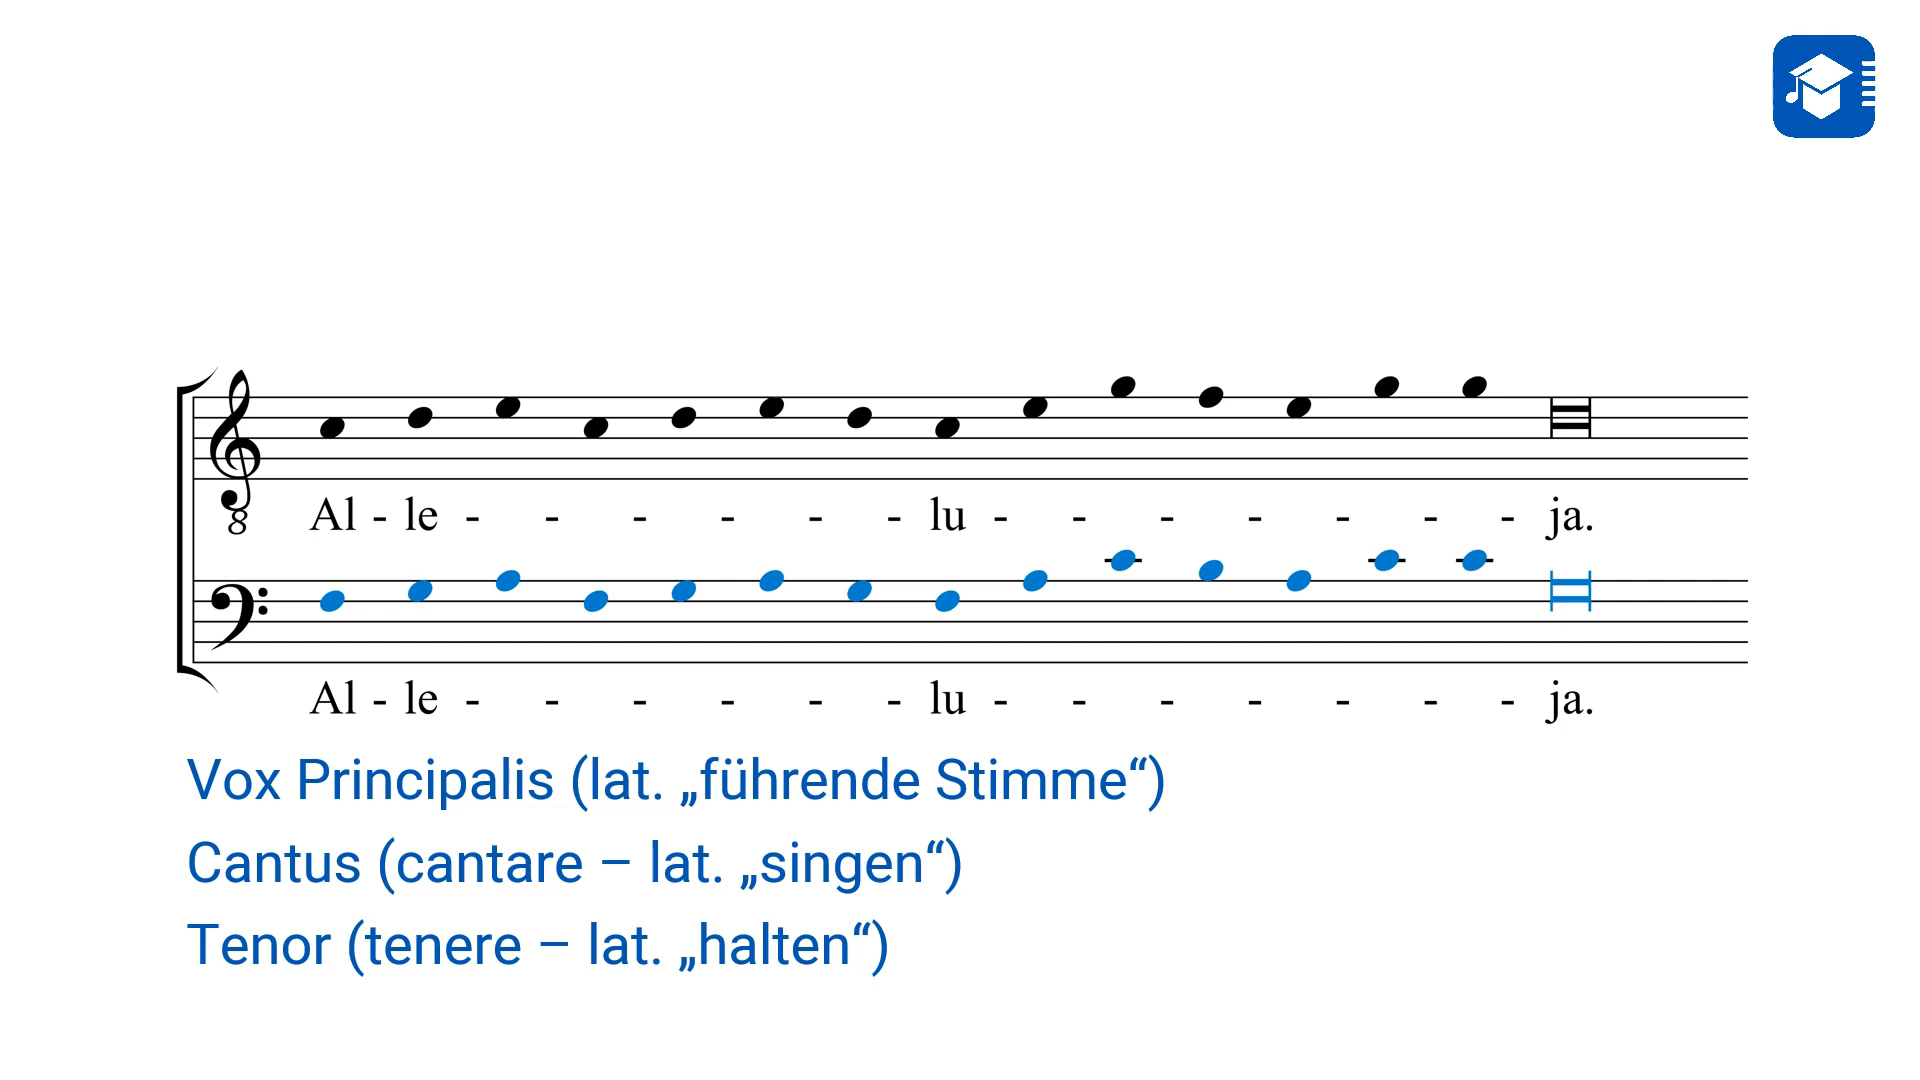 8
Al - le - - - - - - lu - - - - - - - ja.
Al - le - - - - - - lu - - - - - - - ja.
Vox Principalis (lat. „führende Stimme“)
Cantus (cantare – lat. „singen“)
Tenor (tenere – lat. „halten“)